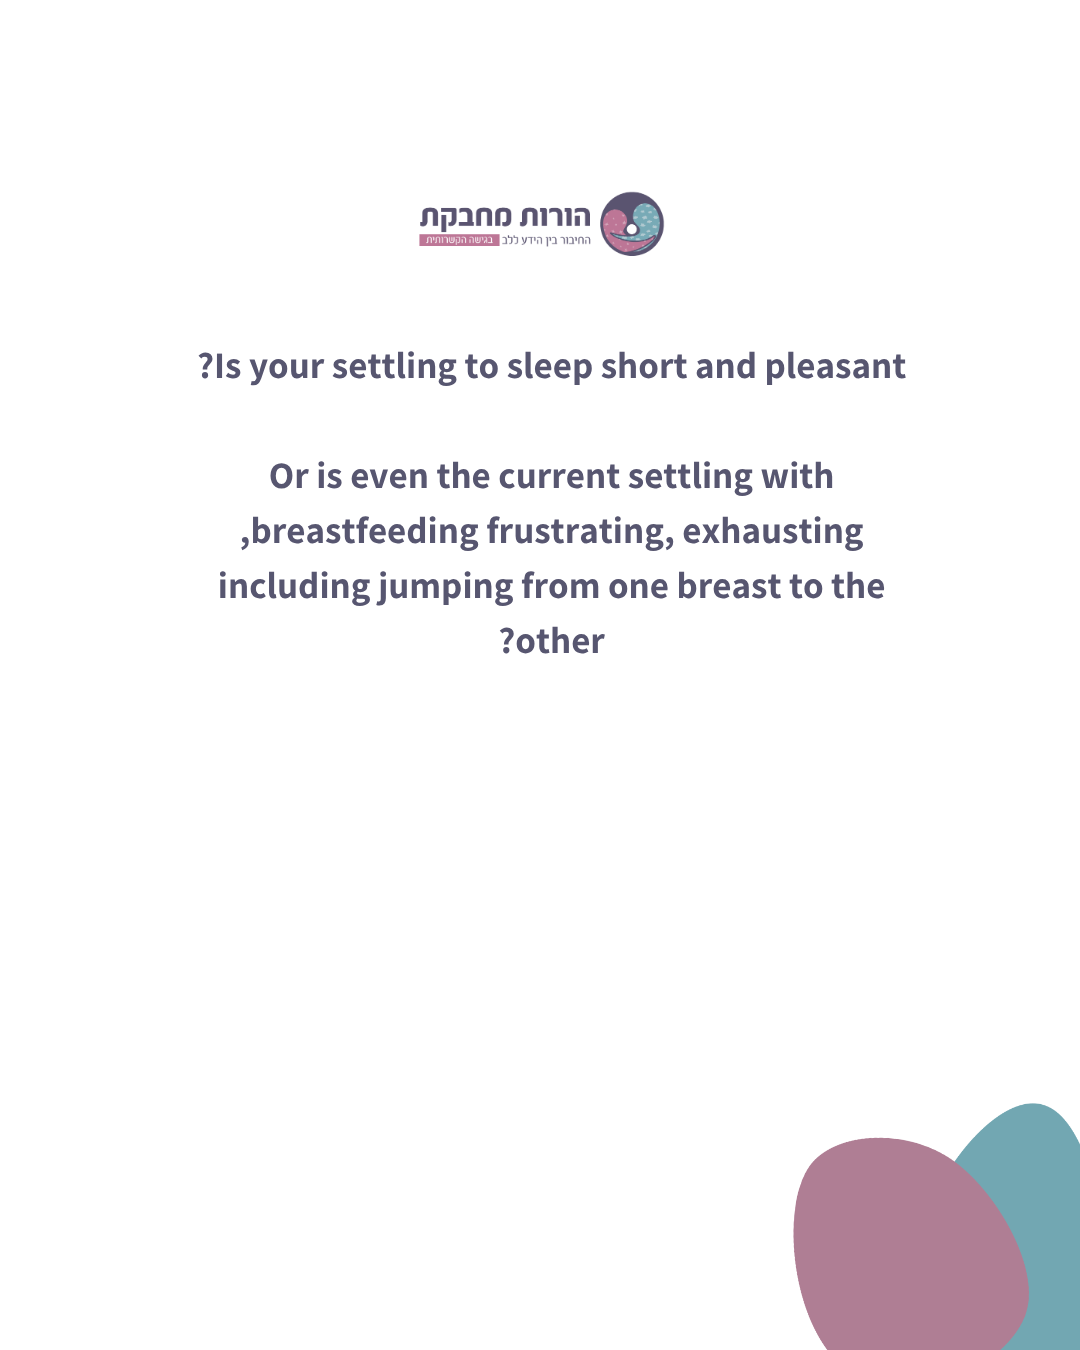 הורות מחבקת
החיבור בין הידע ללב בגישה הקשרותית
?Is your settling to sleep short and pleasant
Or is even the current settling with
,breastfeeding frustrating, exhausting
including jumping from one breast to the
?other